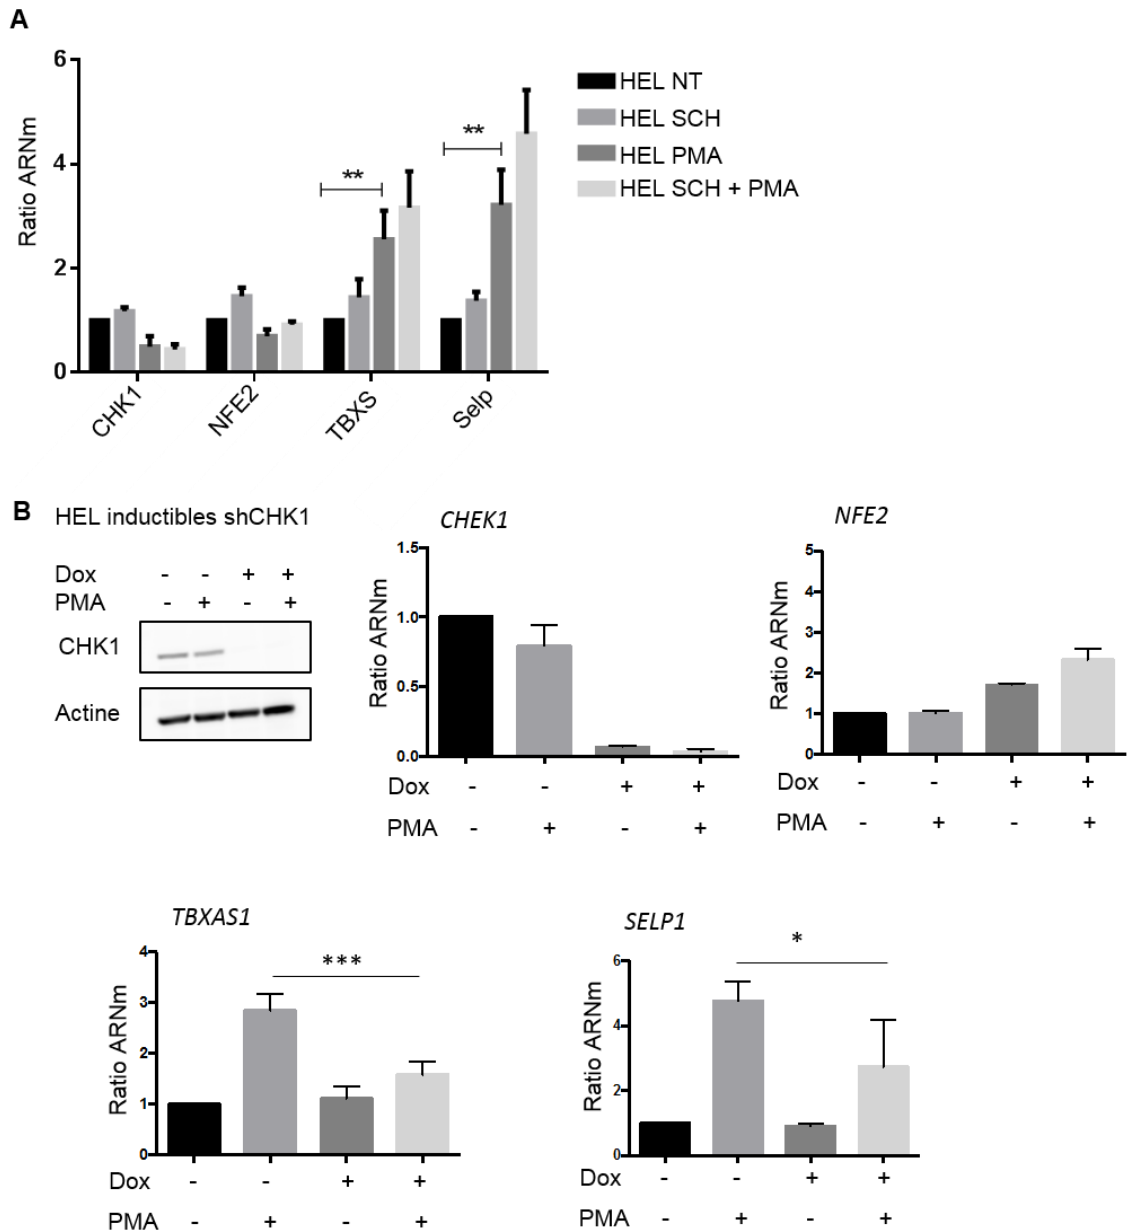 A
6
4
2
0
Ratio ARNm
**
**
CHK1
NFE2
TBXS
Selp
HEL NT
HEL SCH
HEL PMA
HEL SCH + PMA
B
HEL inductibles shCHK1
Dox - - + +
PMA - + - +
CHK1
Actine
CHEK1
1.5
1.0
0.5
0.0
Ratio ARNm
Dox - - + +
PMA - + - +
NFE2
5
4
3
2
1
0
Ratio ARNm
Dox - - + +
PMA - + - +
TBXAS1
4
3
2
1
0
Ratio ARNm
***
Dox - - + +
PMA - + - +
SELP1
6
4
2
0
Ratio ARNm
*
Dox - - + +
PMA - + - +